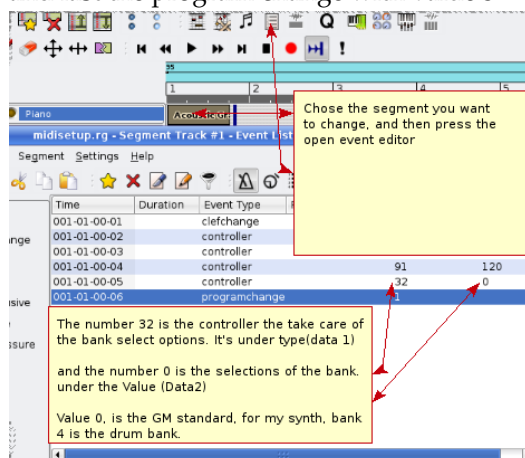 35
1 2 3 4 5
Piano
Acoustic Gr
Chose the segment you want
to change, and then press the
open event editor
midisetup.rg - Segment Track #1 - Event List
Segment Settings Help
Time Duration Event Type
001-01-00-01 clefchange
001-01-00-02 controller
001-01-00-03 controller
001-01-00-04 controller 91 120
001-01-00-05 controller 32 0
001-01-00-06 programchange 1
The number 32 is the controller the take care of
the bank select options. It's under type(data 1)
and the number 0 is the selections of the bank.
under the Value (Data2)
Value 0, is the GM standard, for my synth, bank
4 is the drum bank.